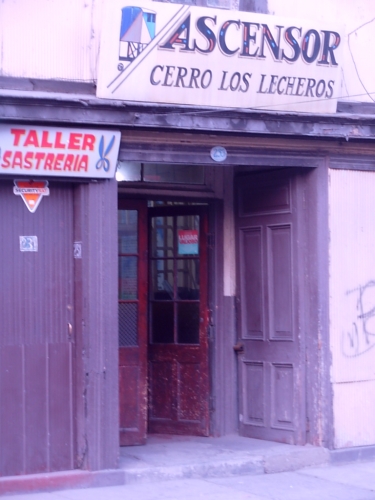 ASCENSOR
CERRO LOS LECHEROS
TALLER
SASTRERIA